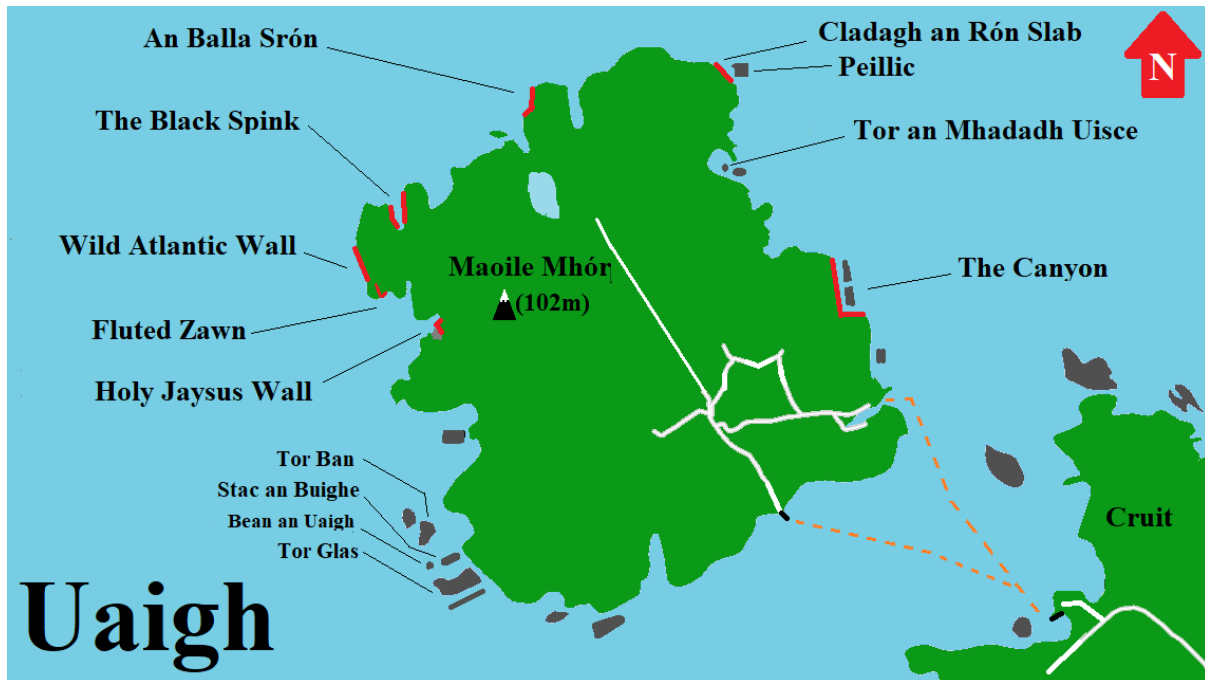 An Balla Srón
Cladagh an Rón Slab
Peillic
N
The Black Spink
Tor an Mhadadh Uisce
Wild Atlantic Wall
Maoile Mhór
(102m)
The Canyon
Fluted Zawn
Holy Jaysus Wall
Tor Ban
Stac an Buighe
Bean an Uaigh
Tor Glas
Cruit
Uaigh